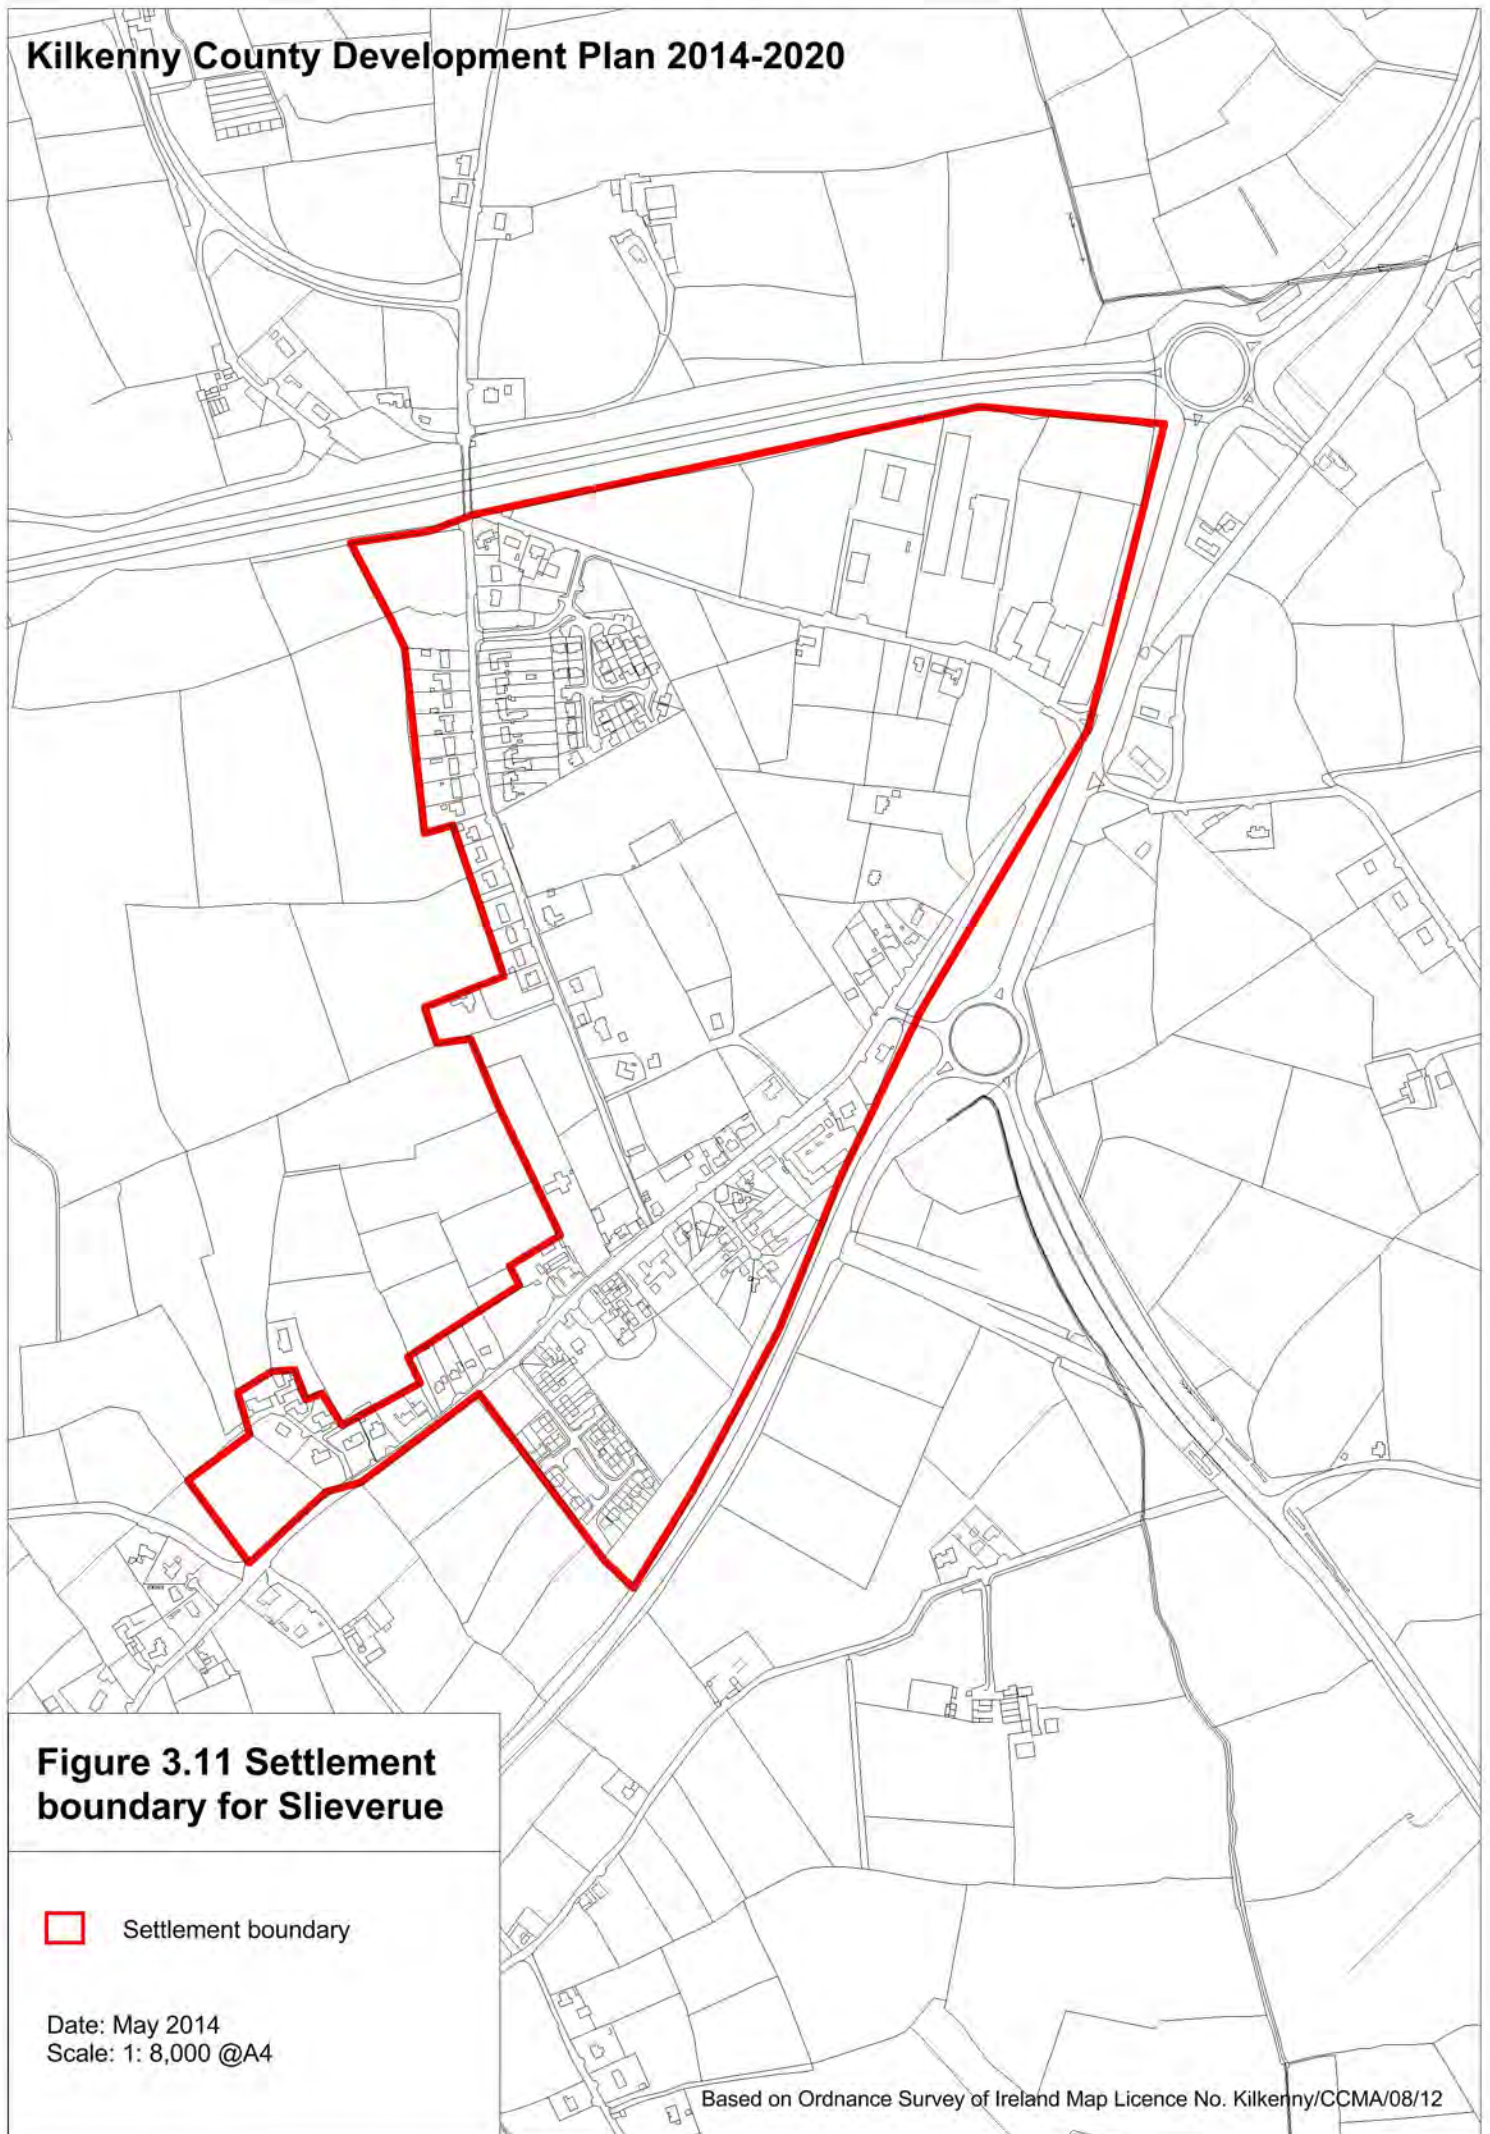 Kilkenny County Development Plan 2014-2020
Figure 3.11 Settlement
boundary for Slieverue
Settlement boundary
Date: May 2014
Scale: 1: 8,000 @A4
Based on Ordnance Survey of Ireland Map Licence No. Kilkenny/CCMA/08/12